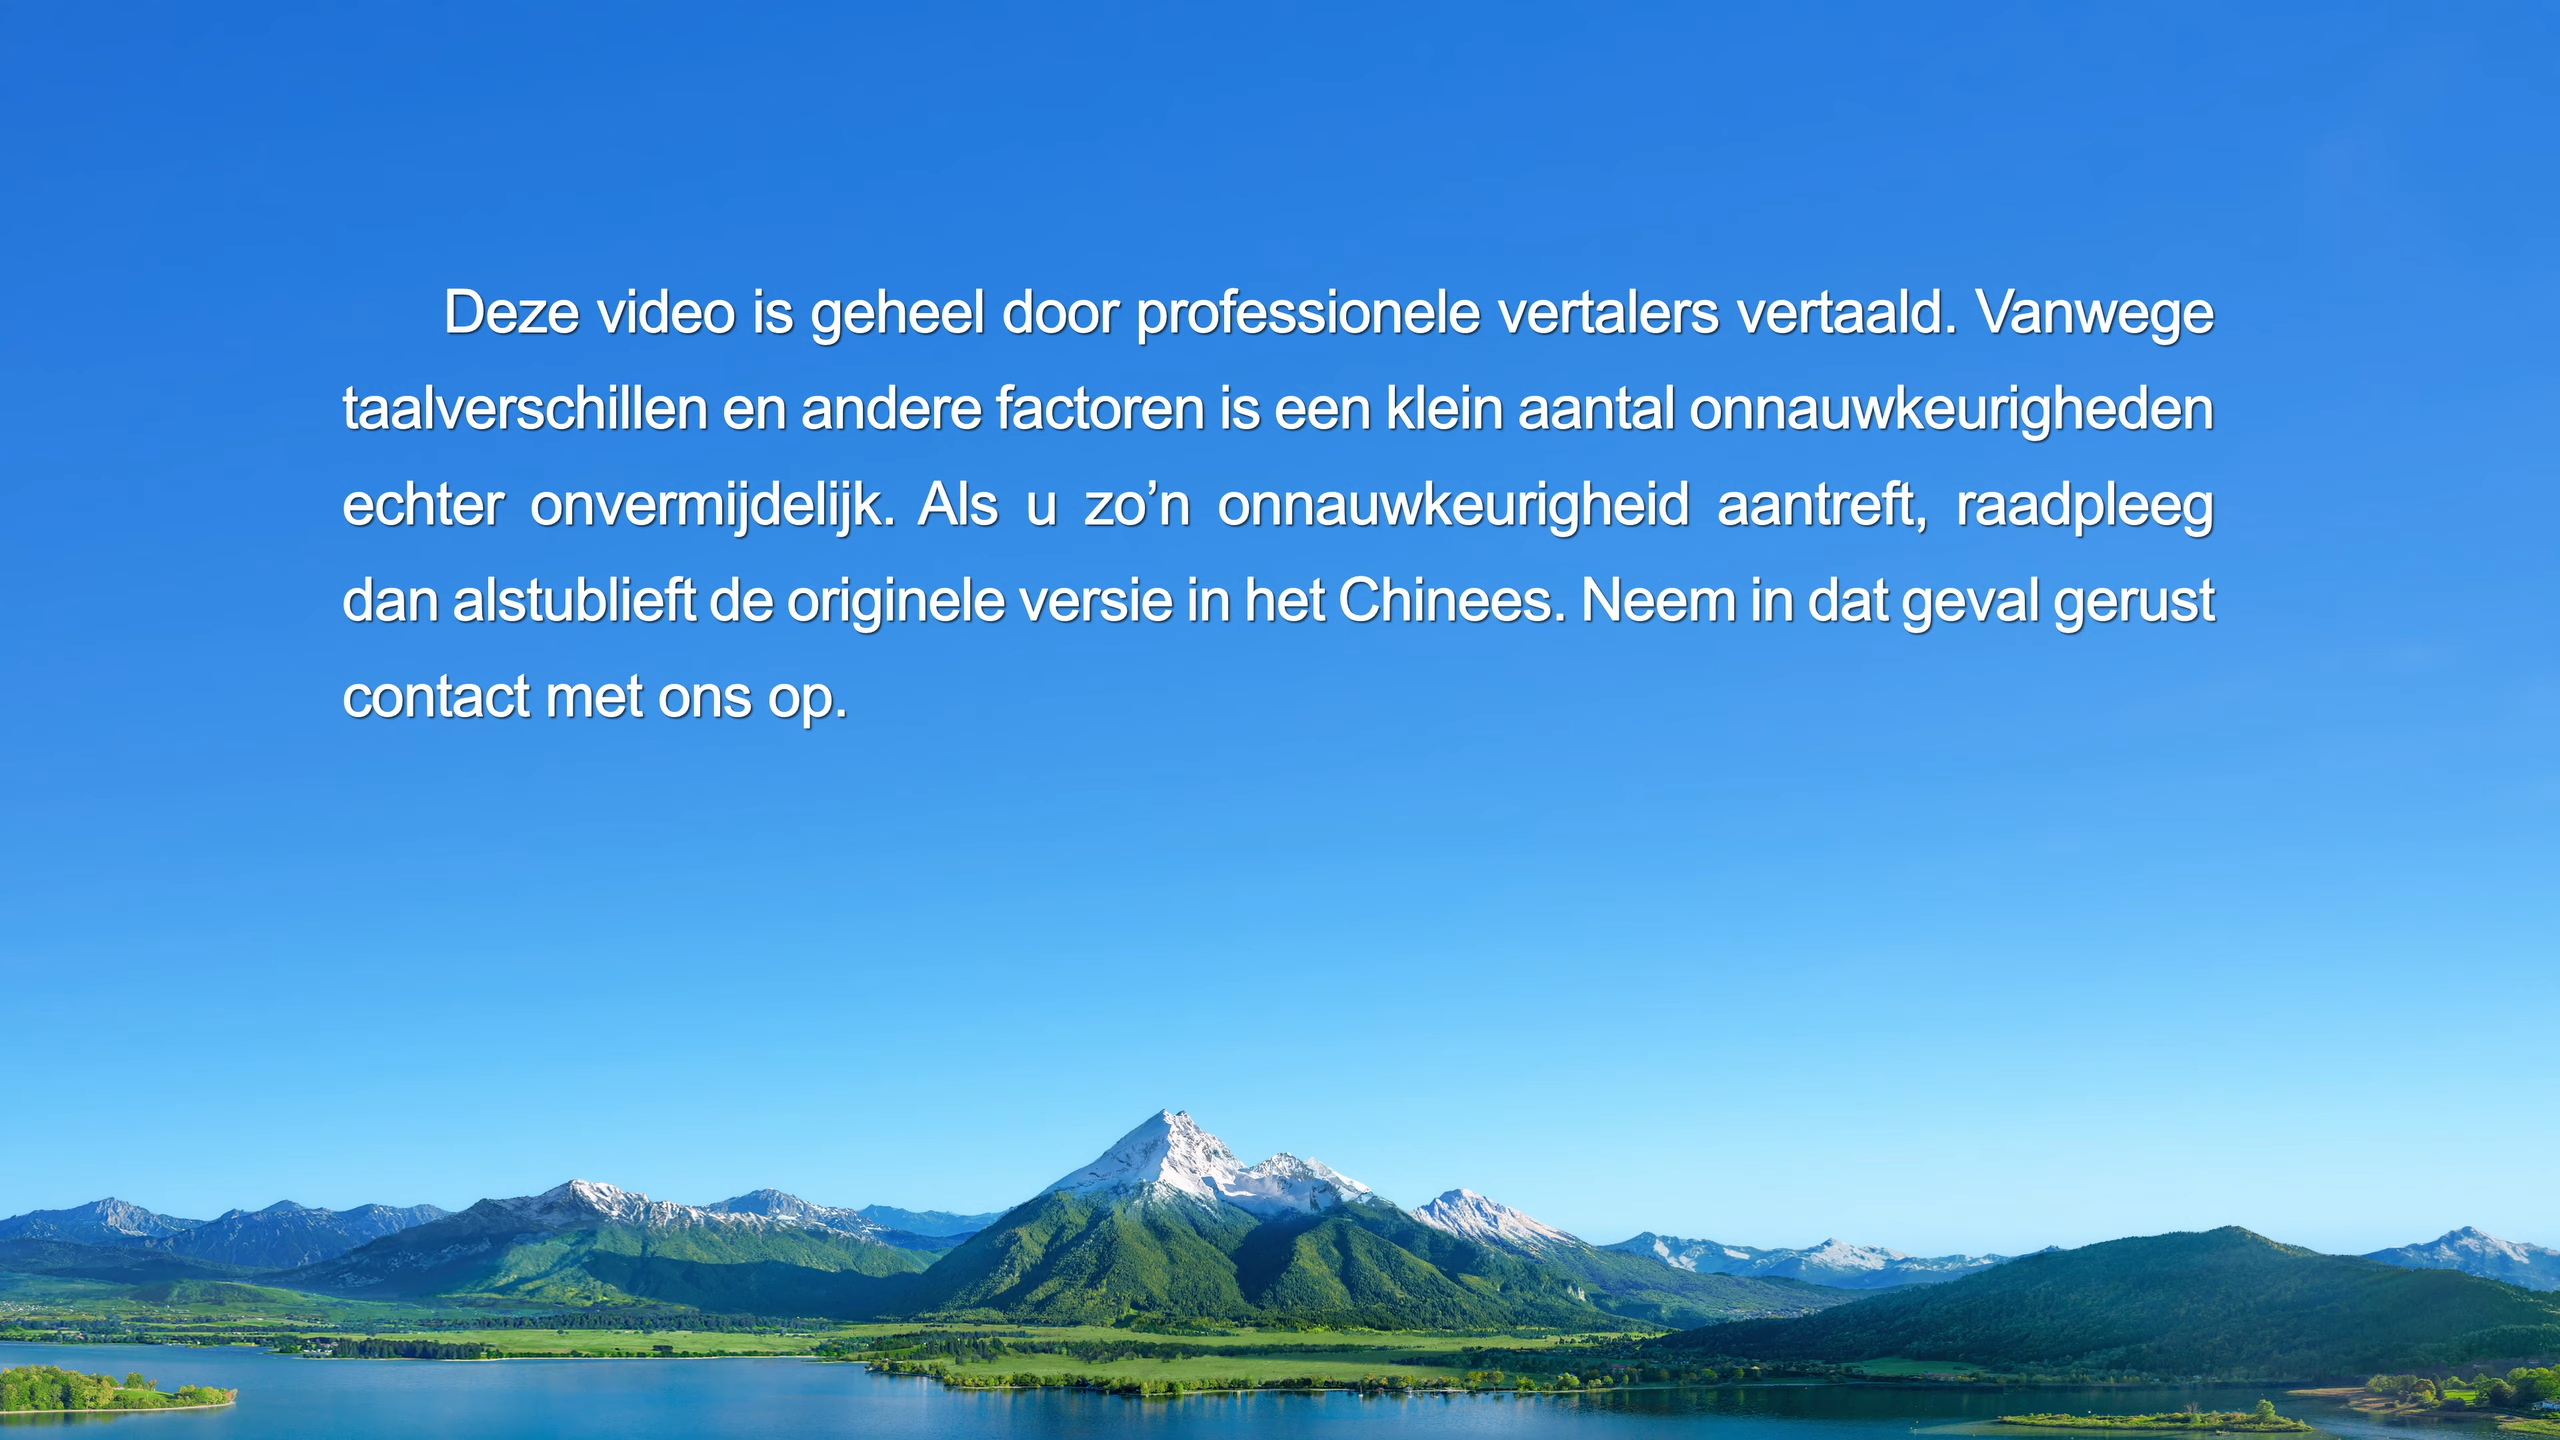 Deze video is geheel door professionele vertalers vertaald. Vanwege
taalverschillen en andere factoren is een klein aantal onnauwkeurigheden
echter onvermijdelijk. Als u zo’n onnauwkeurigheid aantreft, raadpleeg
dan alstublieft de originele versie in het Chinees. Neem in dat geval gerust
contact met ons op.